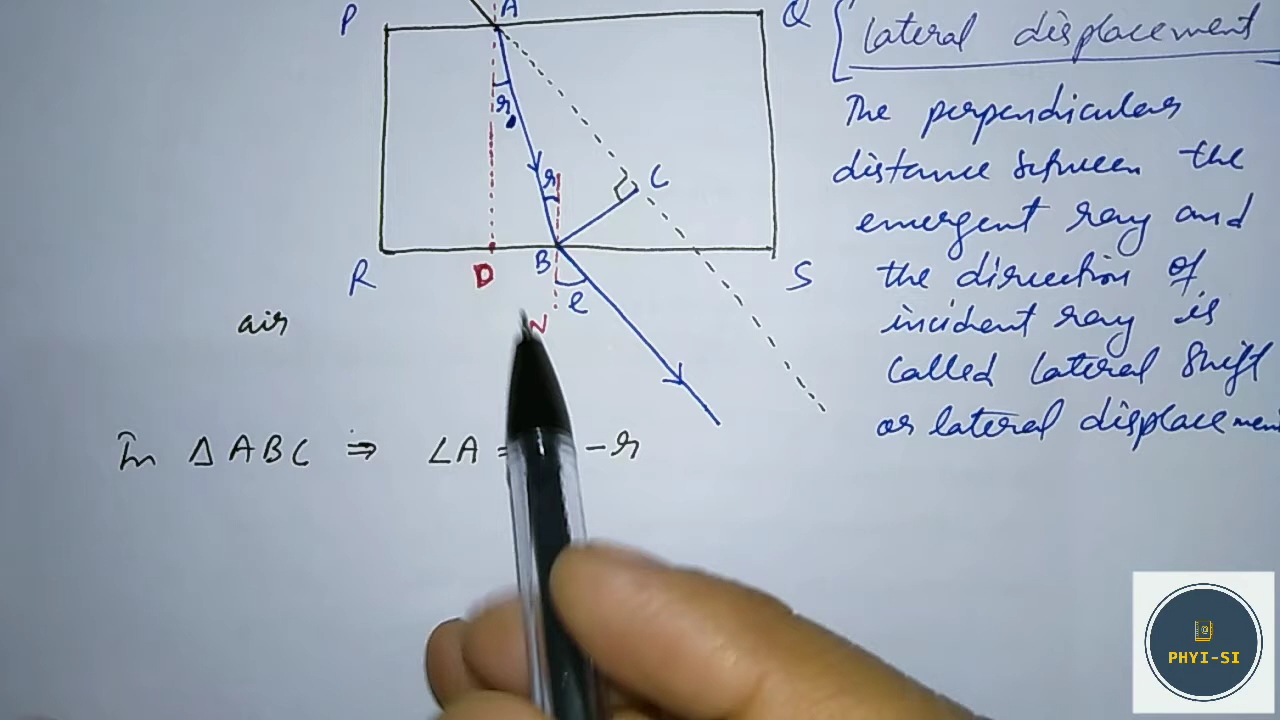 A
P
Q
lateral displacement
r
r
C
B
R
D
S
e
N
air
The perpendicular
distance between the
emergent ray and
the direction of
incident ray is
called lateral shift
or lateral displacement
In Δ ABC ⇒ ∠A = - r
PHYI-SI